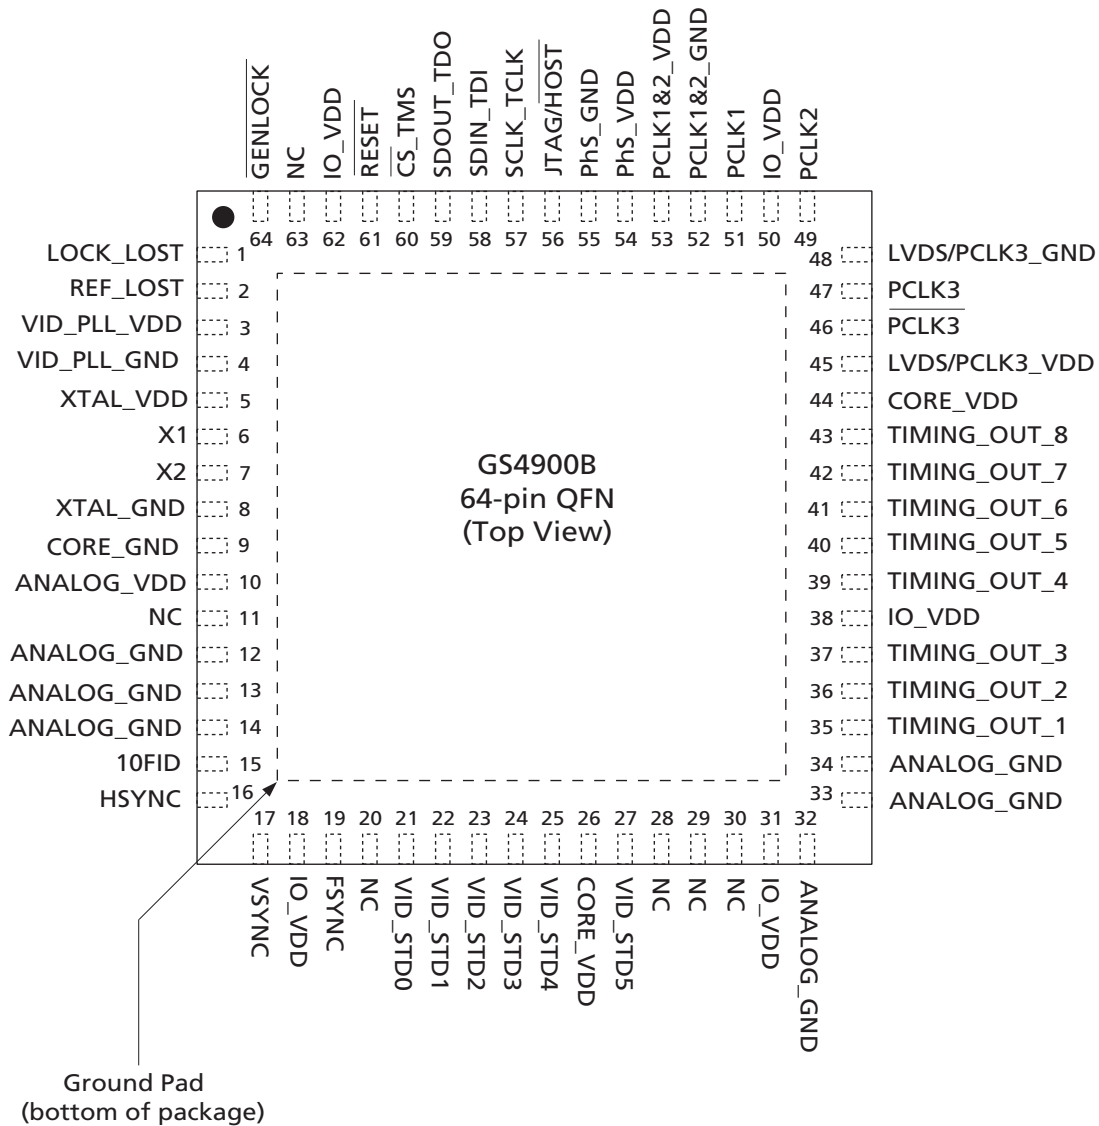 GENLOCK
NC
IO_VDD
RESET
CS_TMS
SDOUT_TDO
SDIN_TDI
SCLK_TCLK
JTAG/HOST
PhS_GND
PhS_VDD
PCLK1&2_VDD
PCLK1&2_GND
PCLK1
IO_VDD
PCLK2
64 63 62 61 60 59 58 57 56 55 54 53 52 51 50 49
LOCK_LOST 1
REF_LOST 2
VID_PLL_VDD 3
VID_PLL_GND 4
XTAL_VDD 5
X1 6
X2 7
XTAL_GND 8
CORE_GND 9
ANALOG_VDD 10
NC 11
ANALOG_GND 12
ANALOG_GND 13
ANALOG_GND 14
10FID 15
HSYNC 16
GS4900B
64-pin QFN
(Top View)
48 LVDS/PCLK3_GND
47 PCLK3
46 PCLK3
45 LVDS/PCLK3_VDD
44 CORE_VDD
43 TIMING_OUT_8
42 TIMING_OUT_7
41 TIMING_OUT_6
40 TIMING_OUT_5
39 TIMING_OUT_4
38 IO_VDD
37 TIMING_OUT_3
36 TIMING_OUT_2
35 TIMING_OUT_1
34 ANALOG_GND
33 ANALOG_GND
17 18 19 20 21 22 23 24 25 26 27 28 29 30 31 32
VSYNC
IO_VDD
FSYNC
NC
VID_STD0
VID_STD1
VID_STD2
VID_STD3
VID_STD4
CORE_VDD
VID_STD5
NC
NC
NC
IO_VDD
ANALOG_GND
Ground Pad
(bottom of package)